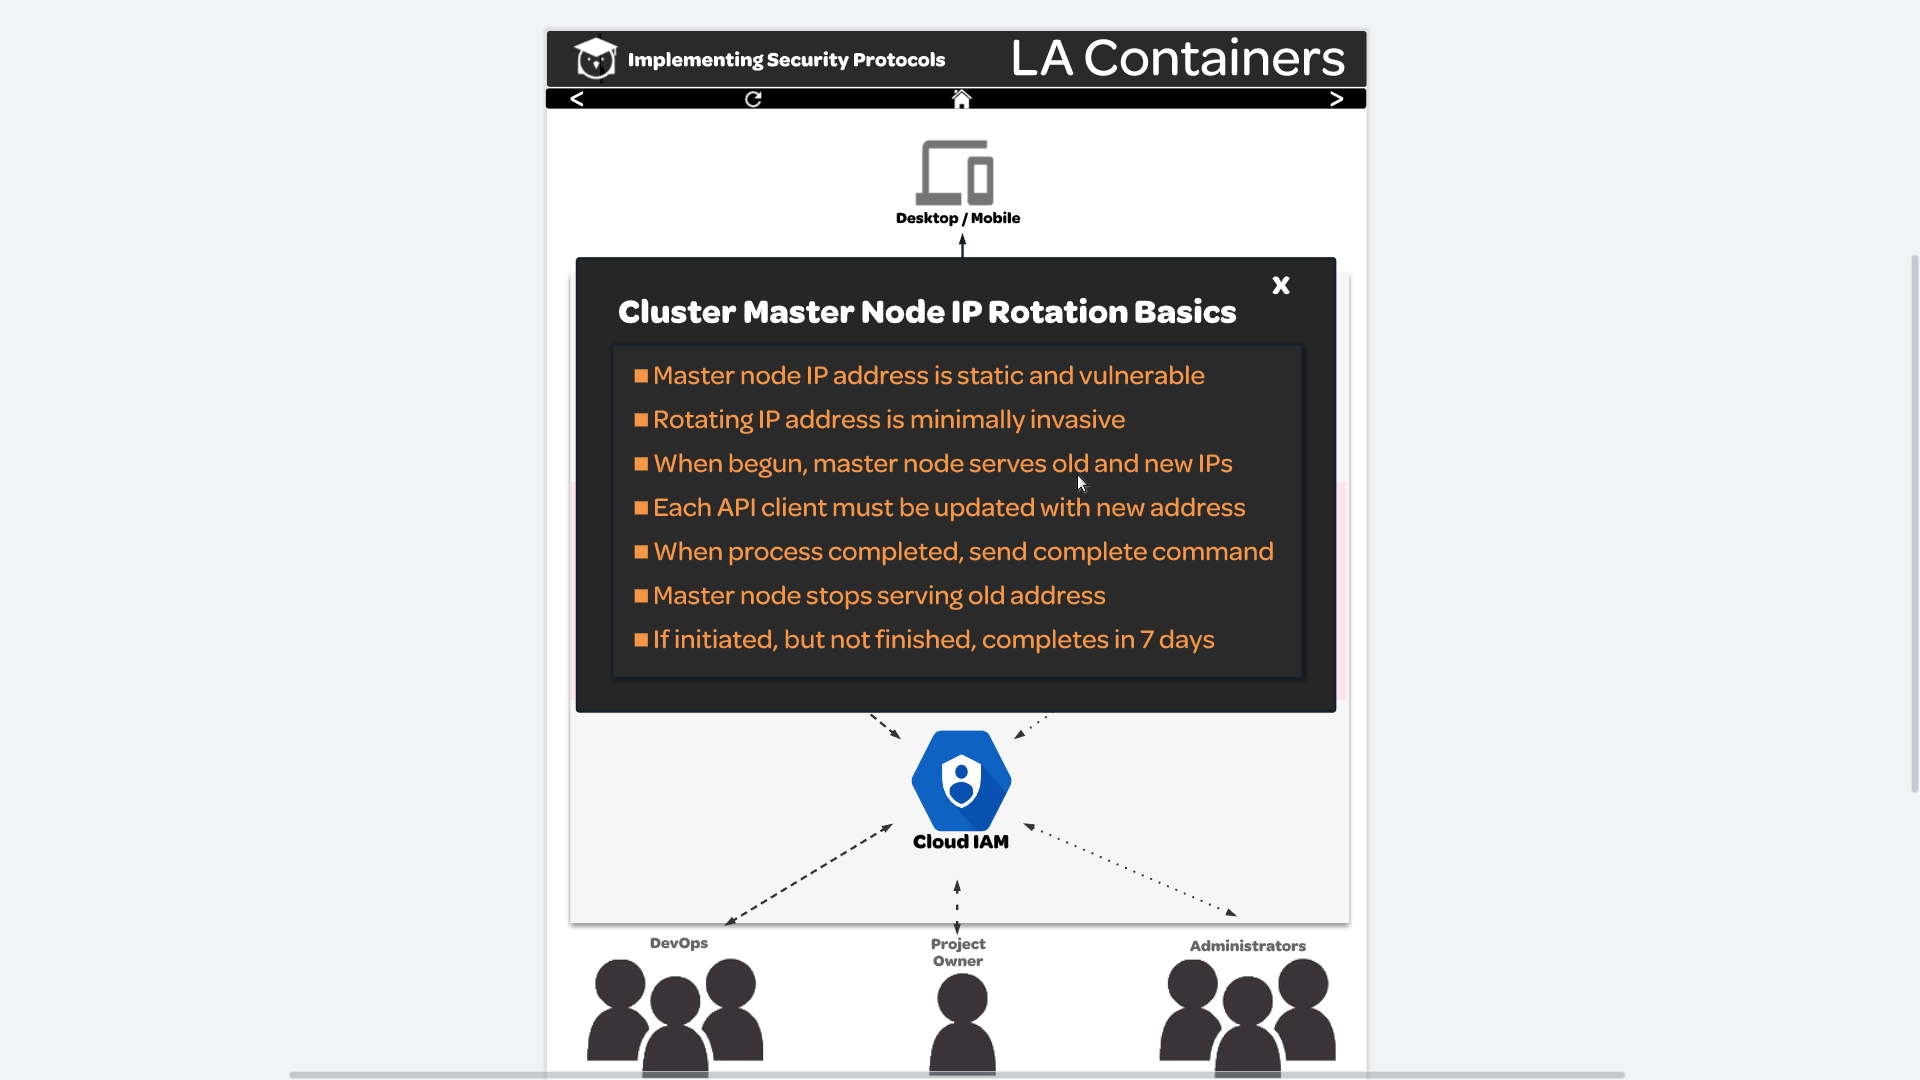 Implementing Security Protocols
LA Containers
Desktop / Mobile
X
Cluster Master Node IP Rotation Basics
Master node IP address is static and vulnerable
Rotating IP address is minimally invasive
When begun, master node serves old and new IPs
Each API client must be updated with new address
When process completed, send complete command
Master node stops serving old address
If initiated, but not finished, completes in 7 days
Cloud IAM
DevOps
Project
Owner
Administrators